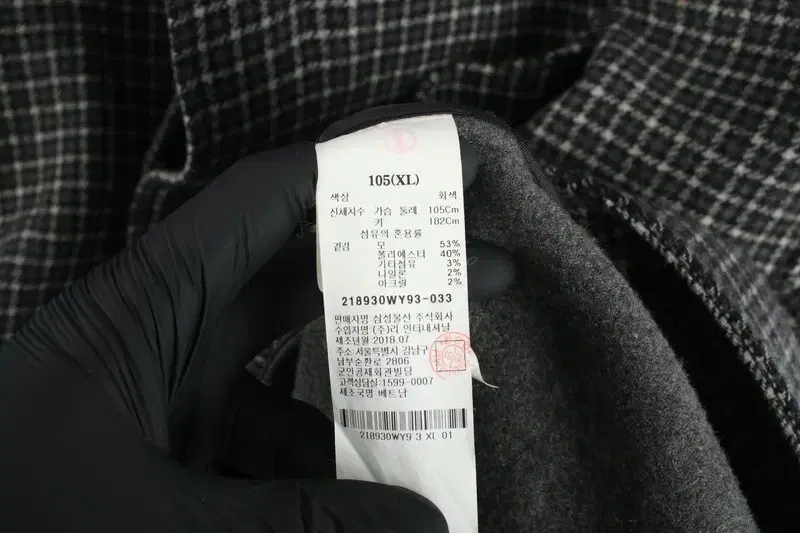 105(XL)
색상 회색
신체치수 가슴 둘레 105Cm
키 182Cm
섬유의 혼용률
겉감 모 53%
폴리에스터 40%
기타섬유 3%
나일론 2%
아크릴 2%
218930WY93-033
판매자명:삼성물산 주식회사
수입자명:(주)리 인터내셔날
제조년월:2018.07
주소:서울특별시 강남구
남부순환로 2806
군인공제회관빌딩
고객상담실:1599-0007
제조국명:베트남
218930WY9 3 XL 01